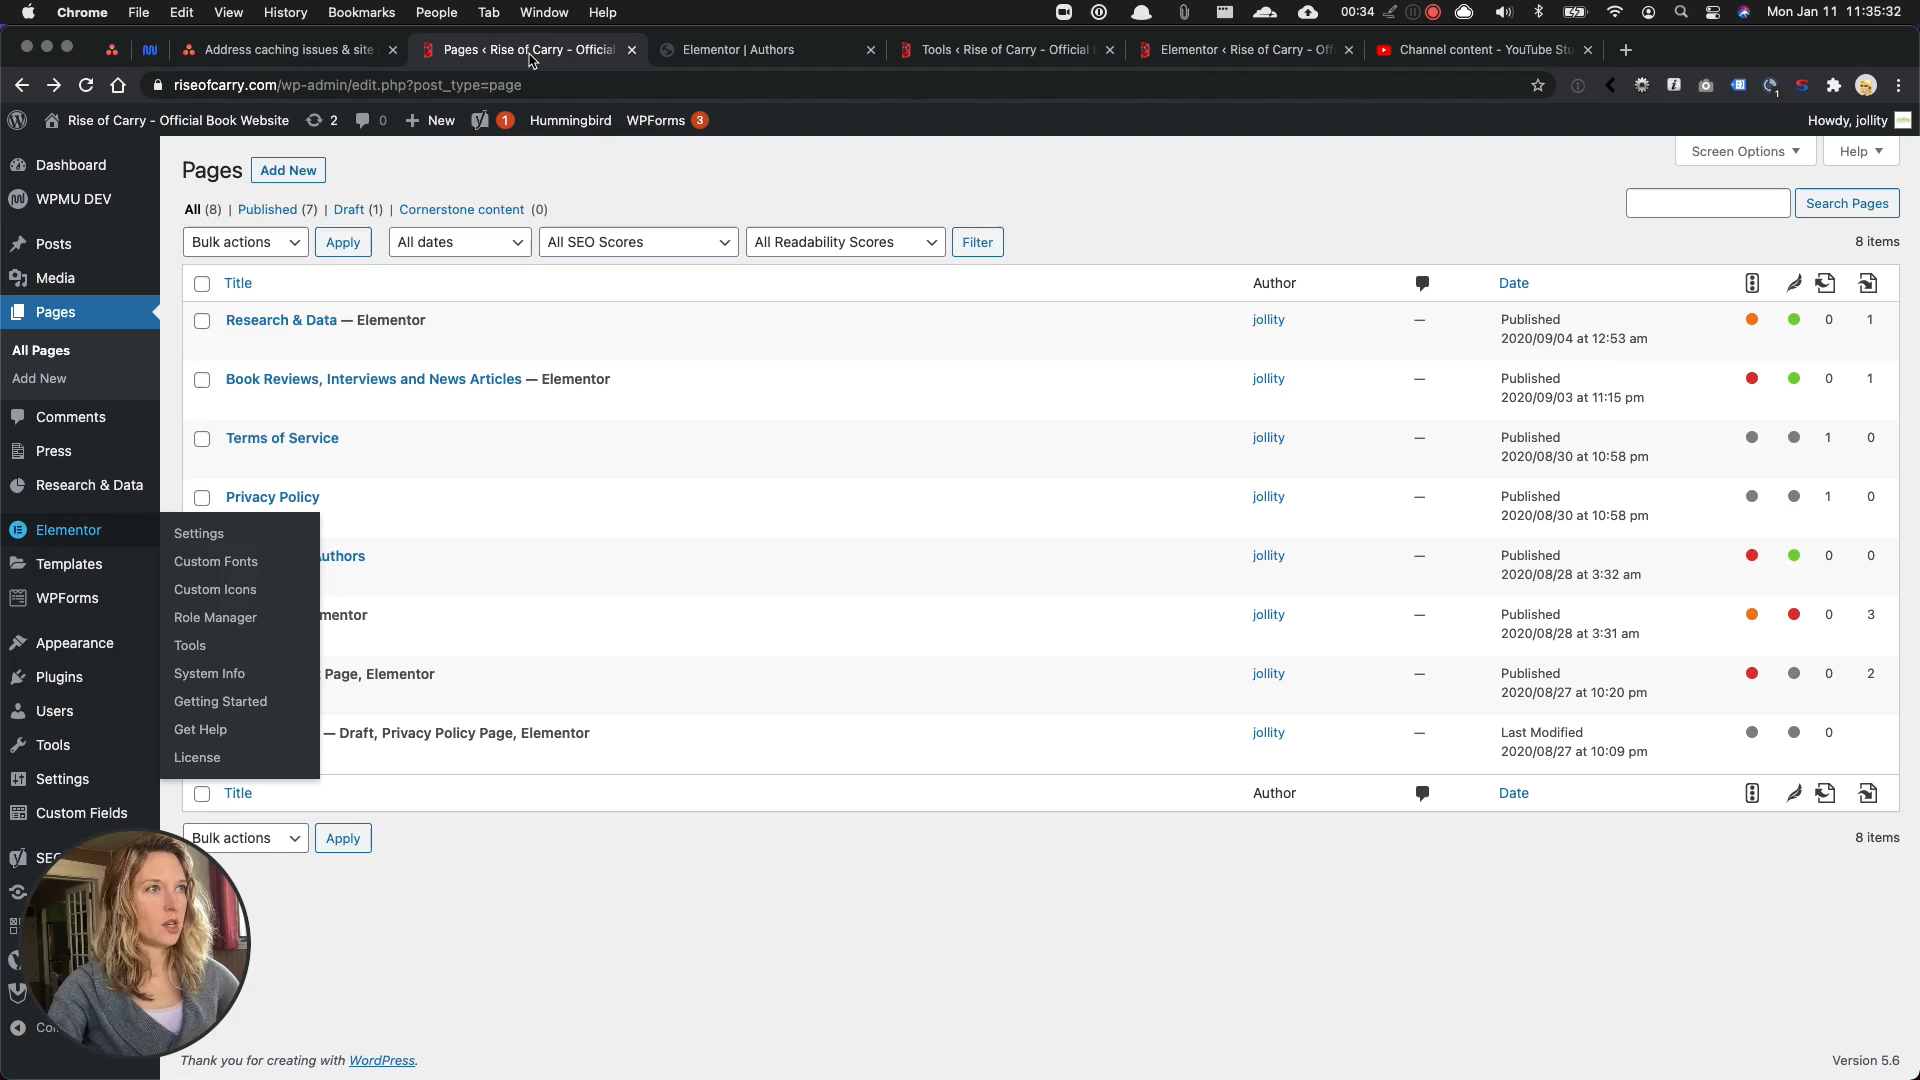 Chrome File Edit View History Bookmarks People Tab Window Help 00:34 Mon Jan 11 11:35:32
Address caching issues & site Pages ‹ Rise of Carry - Official Elementor | Authors Tools ‹ Rise of Carry - Official Elementor ‹ Rise of Carry - Offi Channel content - YouTube Stu
riseofcarry.com/wp-admin/edit.php?post_type=page
Rise of Carry - Official Book Website 2 0 New 1 Hummingbird WPForms 3 Howdy, jollity
Screen Options Help
Dashboard
WPMU DEV
Posts
Media
Pages
All Pages
Add New
Comments
Press
Research & Data
Elementor
Templates
WPForms
Appearance
Plugins
Users
Tools
Settings
Custom Fields
Settings
Custom Fonts
Custom Icons
Role Manager
Tools
System Info
Getting Started
Get Help
License
Pages Add New
All (8) | Published (7) | Draft (1) | Cornerstone content (0)
Search Pages
Bulk actions Apply All dates All SEO Scores All Readability Scores Filter 8 items
Title Author Date
Research & Data — Elementor jollity — Published 0 1
2020/09/04 at 12:53 am
Book Reviews, Interviews and News Articles — Elementor jollity — Published 0 1
2020/09/03 at 11:15 pm
Terms of Service jollity — Published 1 0
2020/08/30 at 10:58 pm
Privacy Policy jollity — Published 1 0
2020/08/30 at 10:58 pm
uthors jollity — Published 0 0
2020/08/28 at 3:32 am
mentor jollity — Published 0 3
2020/08/28 at 3:31 am
Page, Elementor jollity — Published 0 2
2020/08/27 at 10:20 pm
— Draft, Privacy Policy Page, Elementor jollity — Last Modified 0
2020/08/27 at 10:09 pm
Title Author Date
Bulk actions Apply 8 items
Thank you for creating with WordPress. Version 5.6